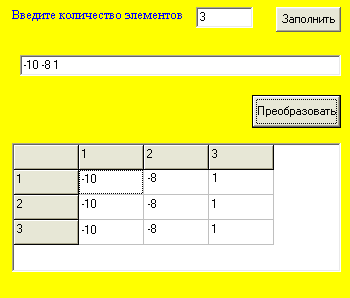 Введите количество элементов 3 Заполнить
-10 -8 1
Преобразовать
1 2 3
1 -10 -8 1
2 -10 -8 1
3 -10 -8 1